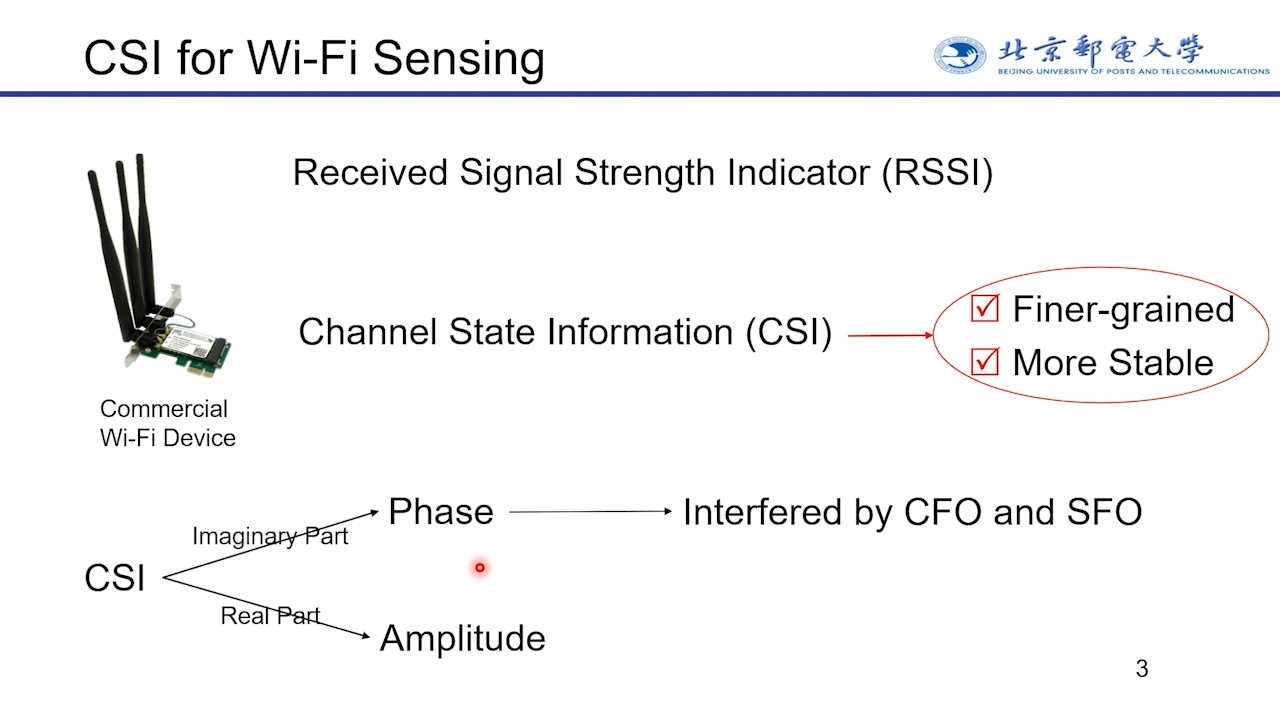 CSI for Wi-Fi Sensing
北京郵電大學
BEIJING UNIVERSITY OF POSTS AND TELECOMMUNICATIONS
Received Signal Strength Indicator (RSSI)
Channel State Information (CSI)
Finer-grained
More Stable
Commercial
Wi-Fi Device
Phase
Interfered by CFO and SFO
Imaginary Part
CSI
Real Part
Amplitude
3